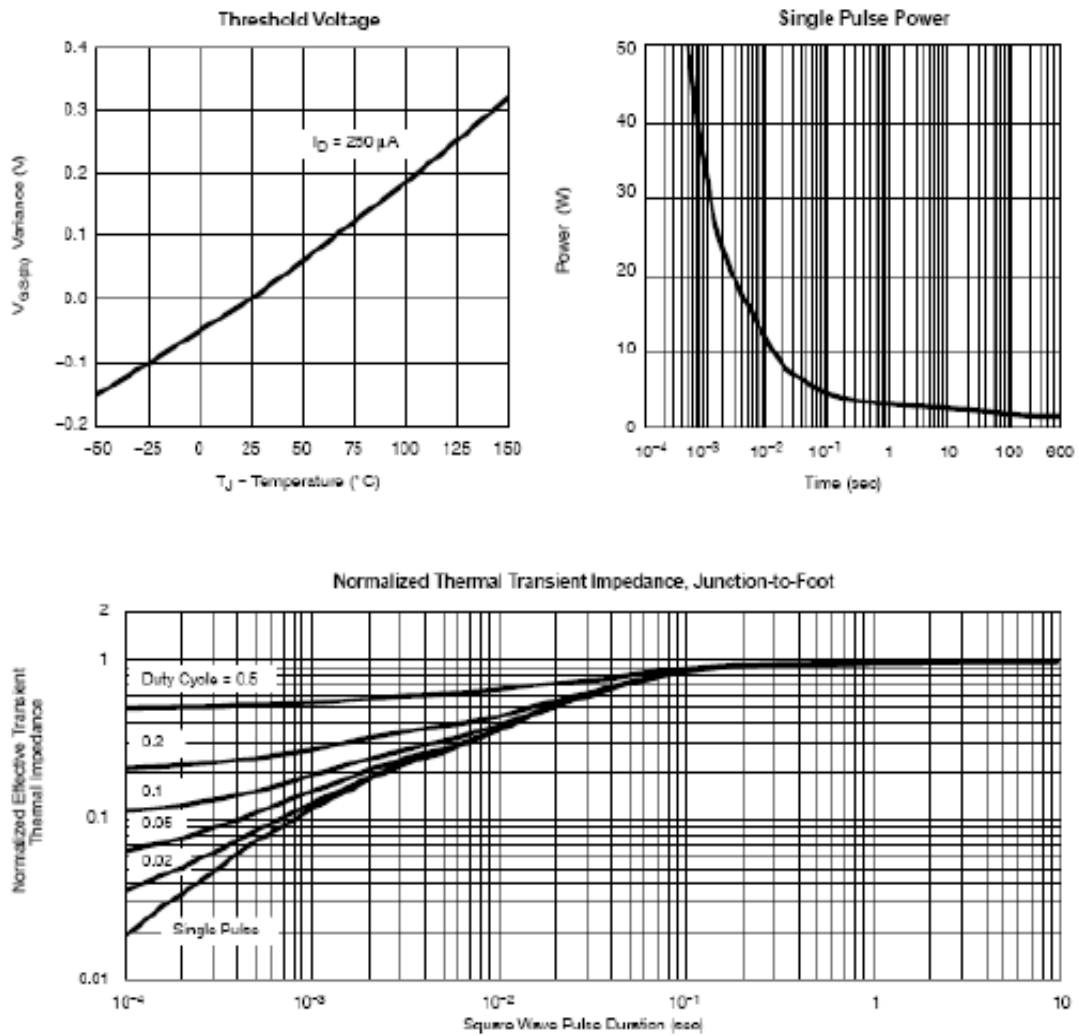 Threshold Voltage
0.4
0.3
0.2
0.1
0.0
–0.1
–0.2
V_GS(th) Variance (V)
I_D = 250 µA
–50 –25 0 25 50 75 100 125 150
T_J – Temperature (°C)
Single Pulse Power
50
40
30
20
10
0
Power (W)
10⁻⁴ 10⁻³ 10⁻² 10⁻¹ 1 10 100 600
Time (sec)
Normalized Thermal Transient Impedance, Junction-to-Foot
2
1
0.1
0.01
Normalized Effective Transient
Thermal Impedance
Duty Cycle = 0.5
0.2
0.1
0.05
0.02
Single Pulse
10⁻⁴ 10⁻³ 10⁻² 10⁻¹ 1 10
Square Wave Pulse Duration (sec)